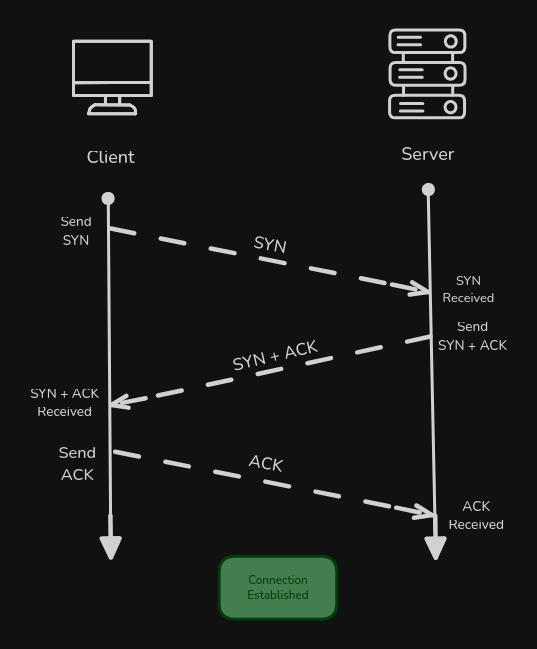 Client
Server
Send
SYN
SYN
SYN
Received
Send
SYN + ACK
SYN + ACK
SYN + ACK
Received
Send
ACK
ACK
ACK
Received
Connection
Established